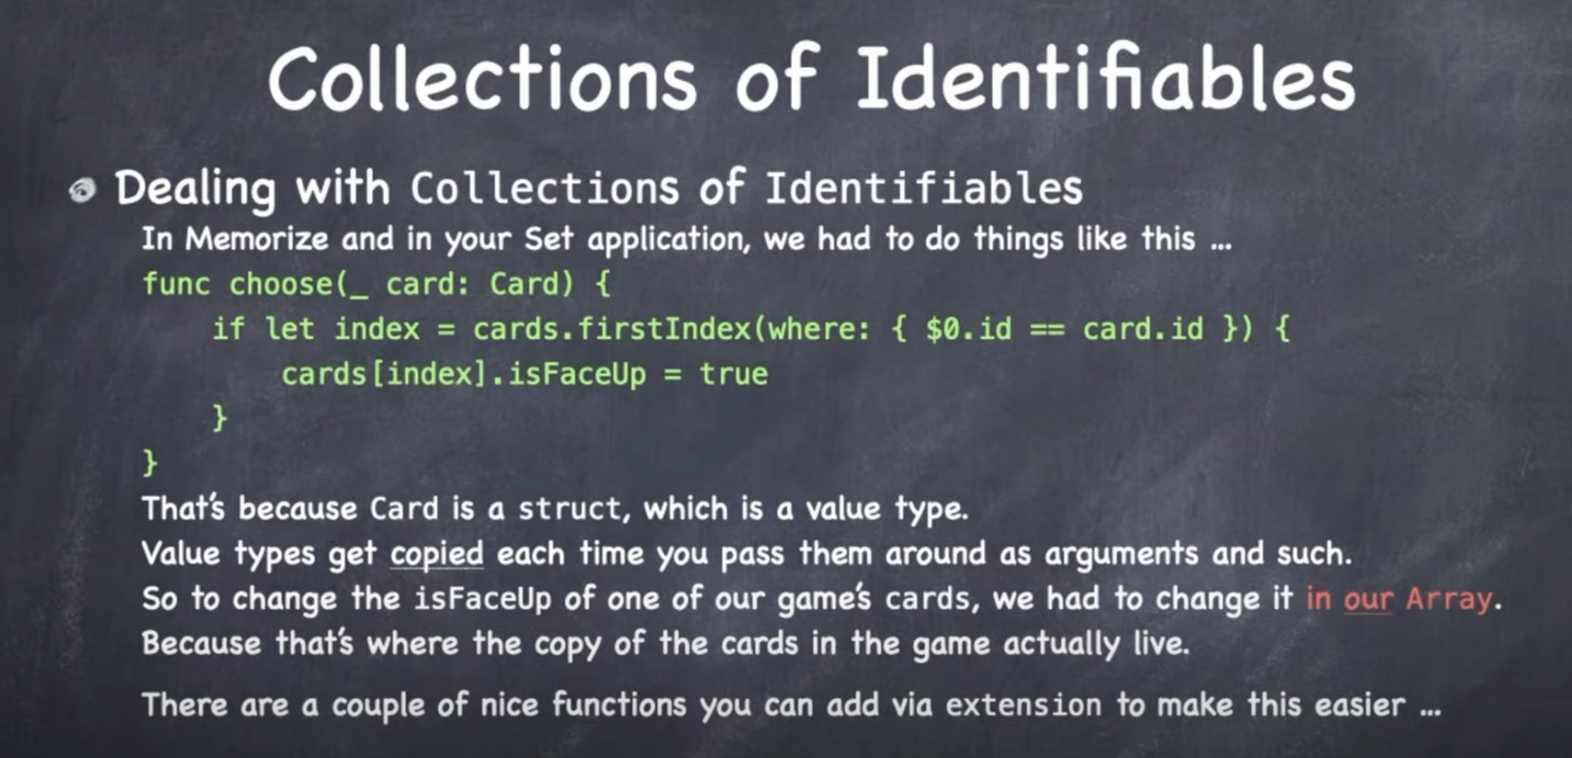 Collections of Identifiables
Dealing with Collections of Identifiables
In Memorize and in your Set application, we had to do things like this ...
func choose(_ card: Card) {
    if let index = cards.firstIndex(where: { $0.id == card.id }) {
        cards[index].isFaceUp = true
    }
}
That's because Card is a struct, which is a value type.
Value types get copied each time you pass them around as arguments and such.
So to change the isFaceUp of one of our game's cards, we had to change it in our Array.
Because that's where the copy of the cards in the game actually live.
There are a couple of nice functions you can add via extension to make this easier ...